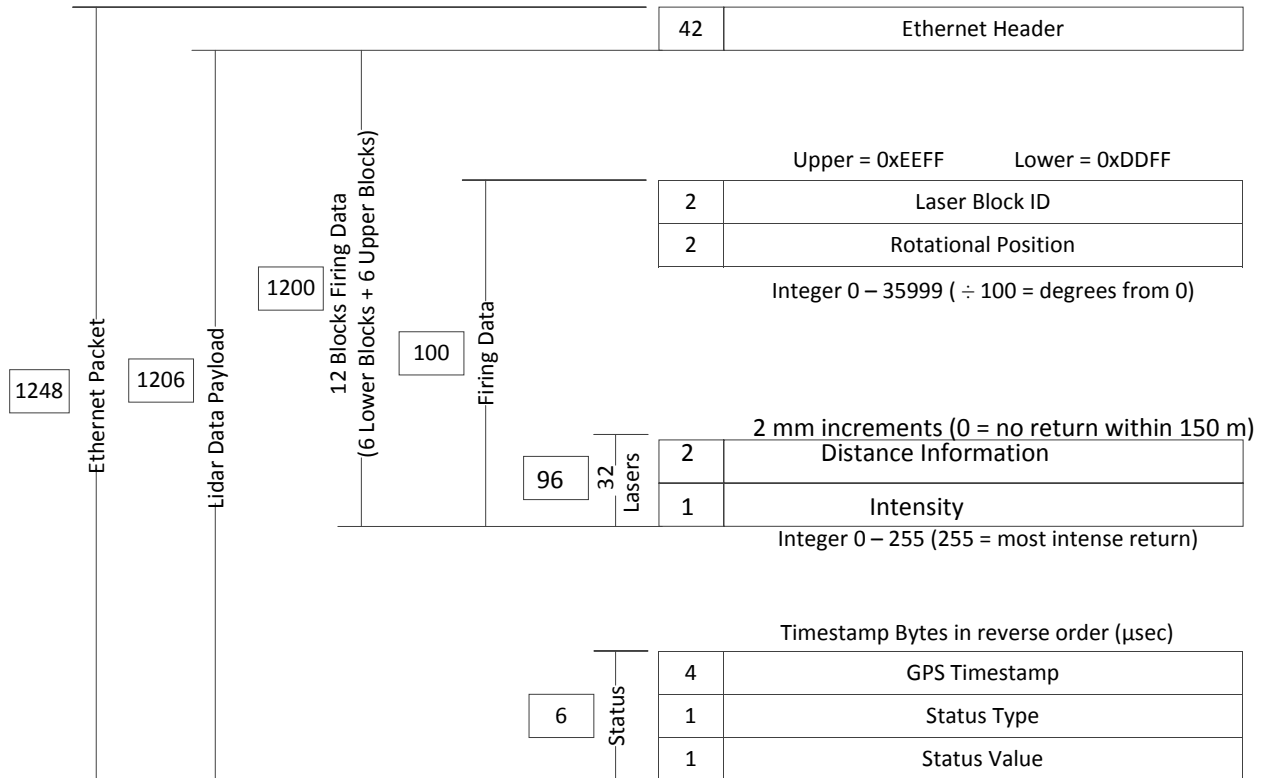 42 Ethernet Header
Upper = 0xEEFF Lower = 0xDDFF
2 Laser Block ID
2 Rotational Position
Integer 0 – 35999 ( ÷ 100 = degrees from 0)
1248
Ethernet Packet
1206
Lidar Data Payload
1200
12 Blocks Firing Data
(6 Lower Blocks + 6 Upper Blocks)
100
Firing Data
96
32
Lasers
2 mm increments (0 = no return within 150 m)
2 Distance Information
1 Intensity
Integer 0 – 255 (255 = most intense return)
Timestamp Bytes in reverse order (µsec)
6
Status
4 GPS Timestamp
1 Status Type
1 Status Value